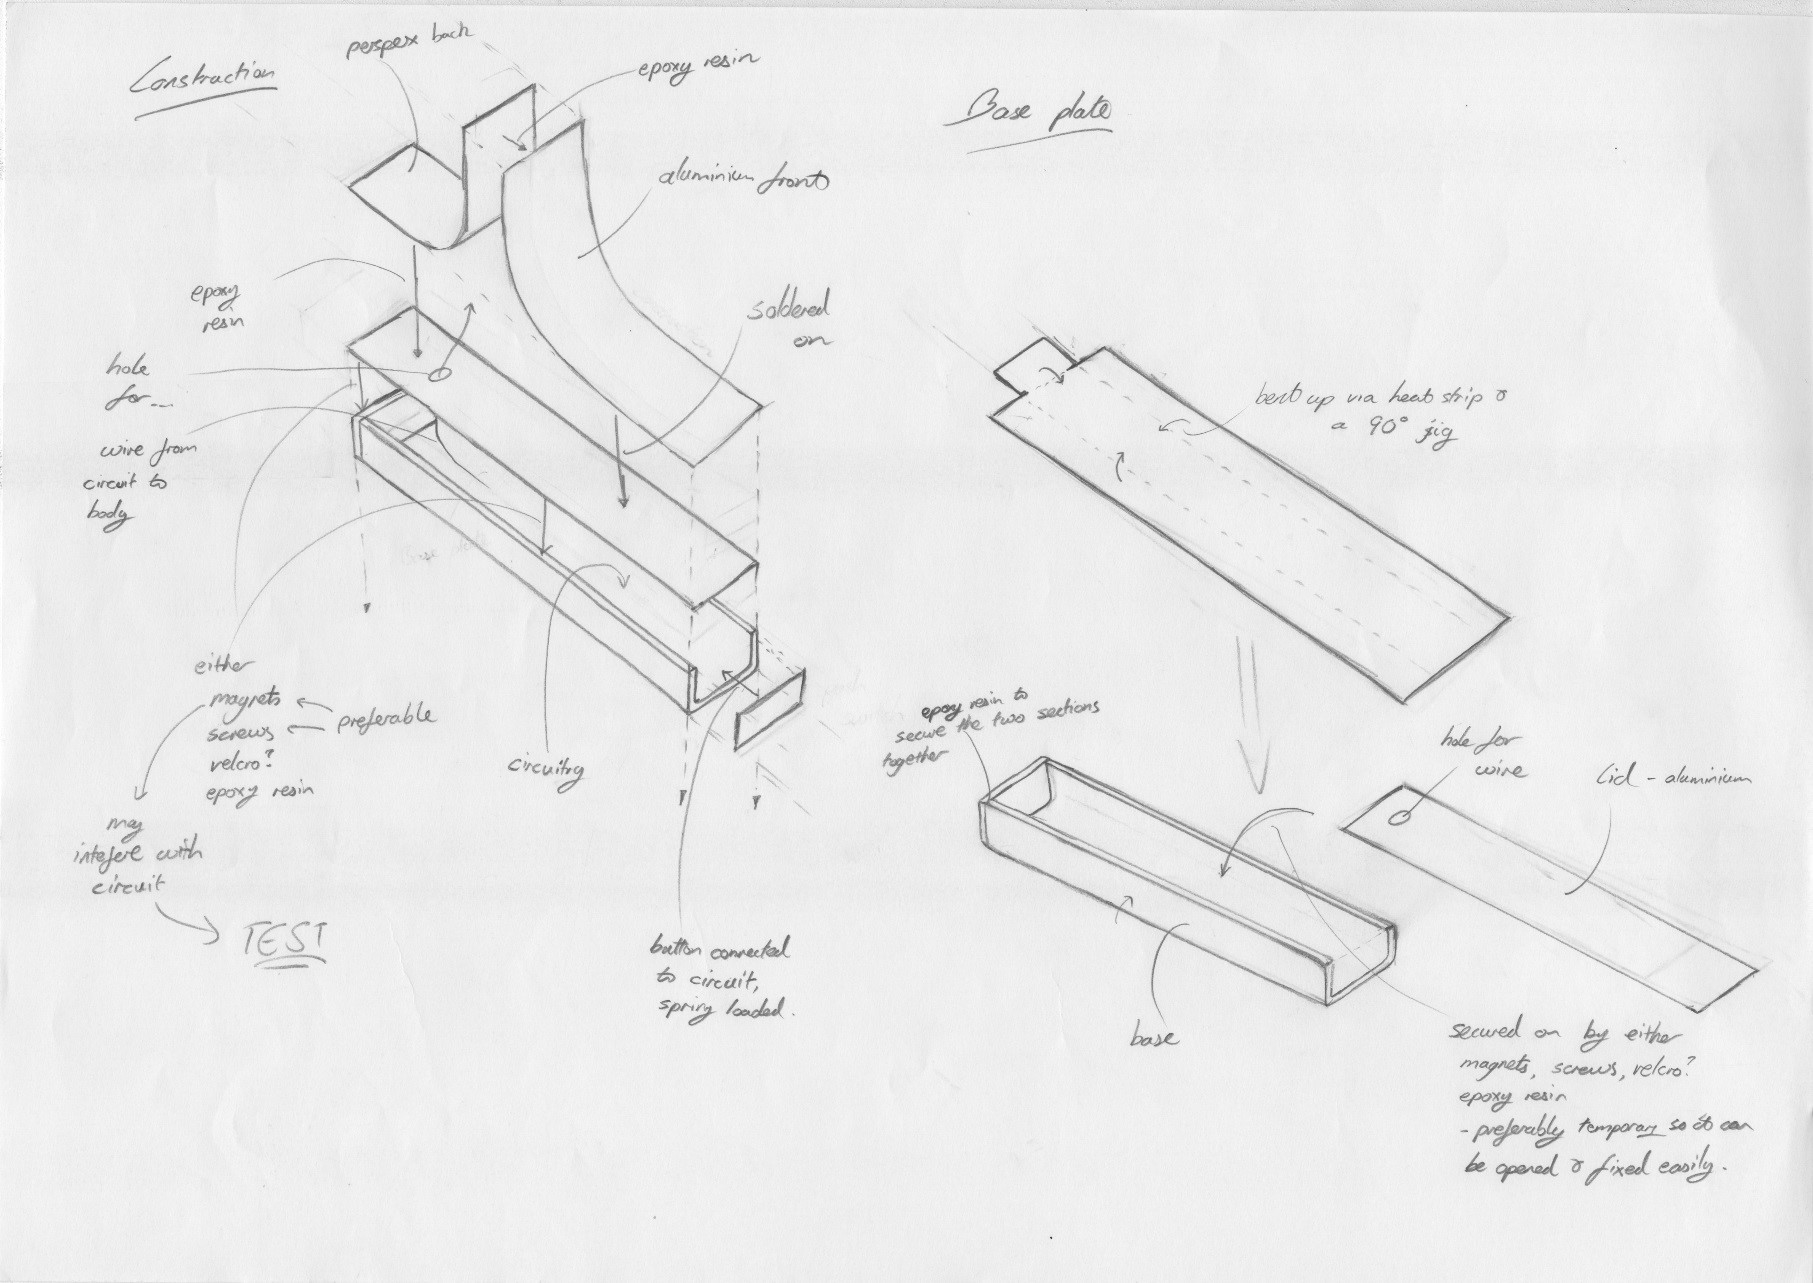 Construction
perspex back
epoxy resin
aluminium front
epoxy
resin
soldered
on
hole
for...
wire from
circuit to
body
either
magnets
screws
velcro?
epoxy resin
preferable
may
intefere with
circuit
TEST
circuitry
button connected
to circuit,
spring loaded.
Base plate
bent up via heat strip &
a 90° jig
epoxy resin to
secure the two sections
together
hole for
wire
Lid - aluminium
base
secured on by either
magnets, screws, velcro?
epoxy resin
- preferably temporary so it can
be opened & fixed easily.